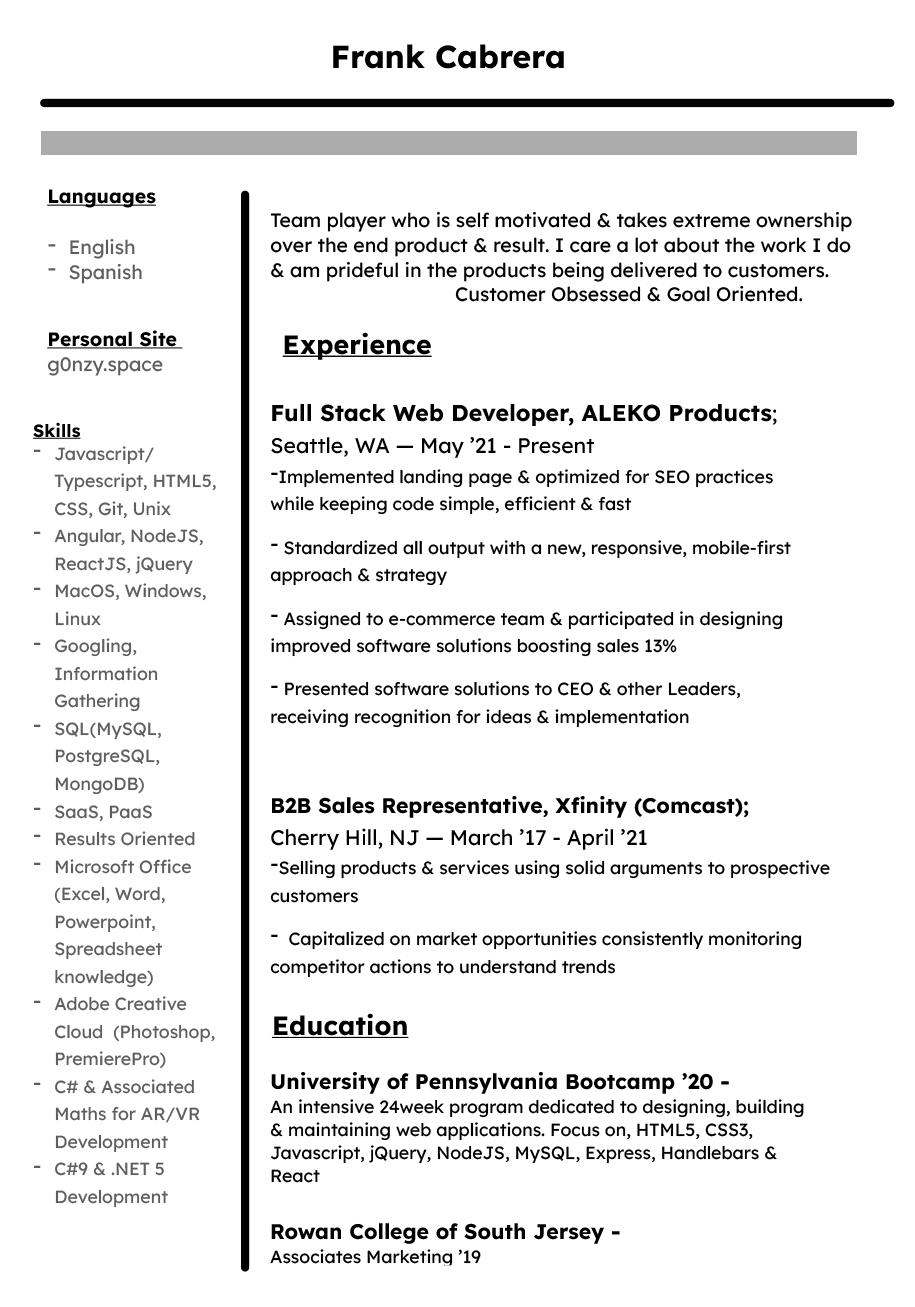 Frank Cabrera
Languages
- English
- Spanish
Personal Site
g0nzy.space
Skills
- Javascript/
Typescript, HTML5,
CSS, Git, Unix
- Angular, NodeJS,
ReactJS, jQuery
- MacOS, Windows,
Linux
- Googling,
Information
Gathering
- SQL(MySQL,
PostgreSQL,
MongoDB)
- SaaS, PaaS
- Results Oriented
- Microsoft Office
(Excel, Word,
Powerpoint,
Spreadsheet
knowledge)
- Adobe Creative
Cloud (Photoshop,
PremierePro)
- C# & Associated
Maths for AR/VR
Development
- C#9 & .NET 5
Development
Team player who is self motivated & takes extreme ownership
over the end product & result. I care a lot about the work I do
& am prideful in the products being delivered to customers.
Customer Obsessed & Goal Oriented.
Experience
Full Stack Web Developer, ALEKO Products;
Seattle, WA — May ’21 - Present
-Implemented landing page & optimized for SEO practices
while keeping code simple, efficient & fast
- Standardized all output with a new, responsive, mobile-first
approach & strategy
- Assigned to e-commerce team & participated in designing
improved software solutions boosting sales 13%
- Presented software solutions to CEO & other Leaders,
receiving recognition for ideas & implementation
B2B Sales Representative, Xfinity (Comcast);
Cherry Hill, NJ — March ’17 - April ’21
-Selling products & services using solid arguments to prospective
customers
- Capitalized on market opportunities consistently monitoring
competitor actions to understand trends
Education
University of Pennsylvania Bootcamp ’20 -
An intensive 24week program dedicated to designing, building
& maintaining web applications. Focus on, HTML5, CSS3,
Javascript, jQuery, NodeJS, MySQL, Express, Handlebars &
React
Rowan College of South Jersey -
Associates Marketing ’19